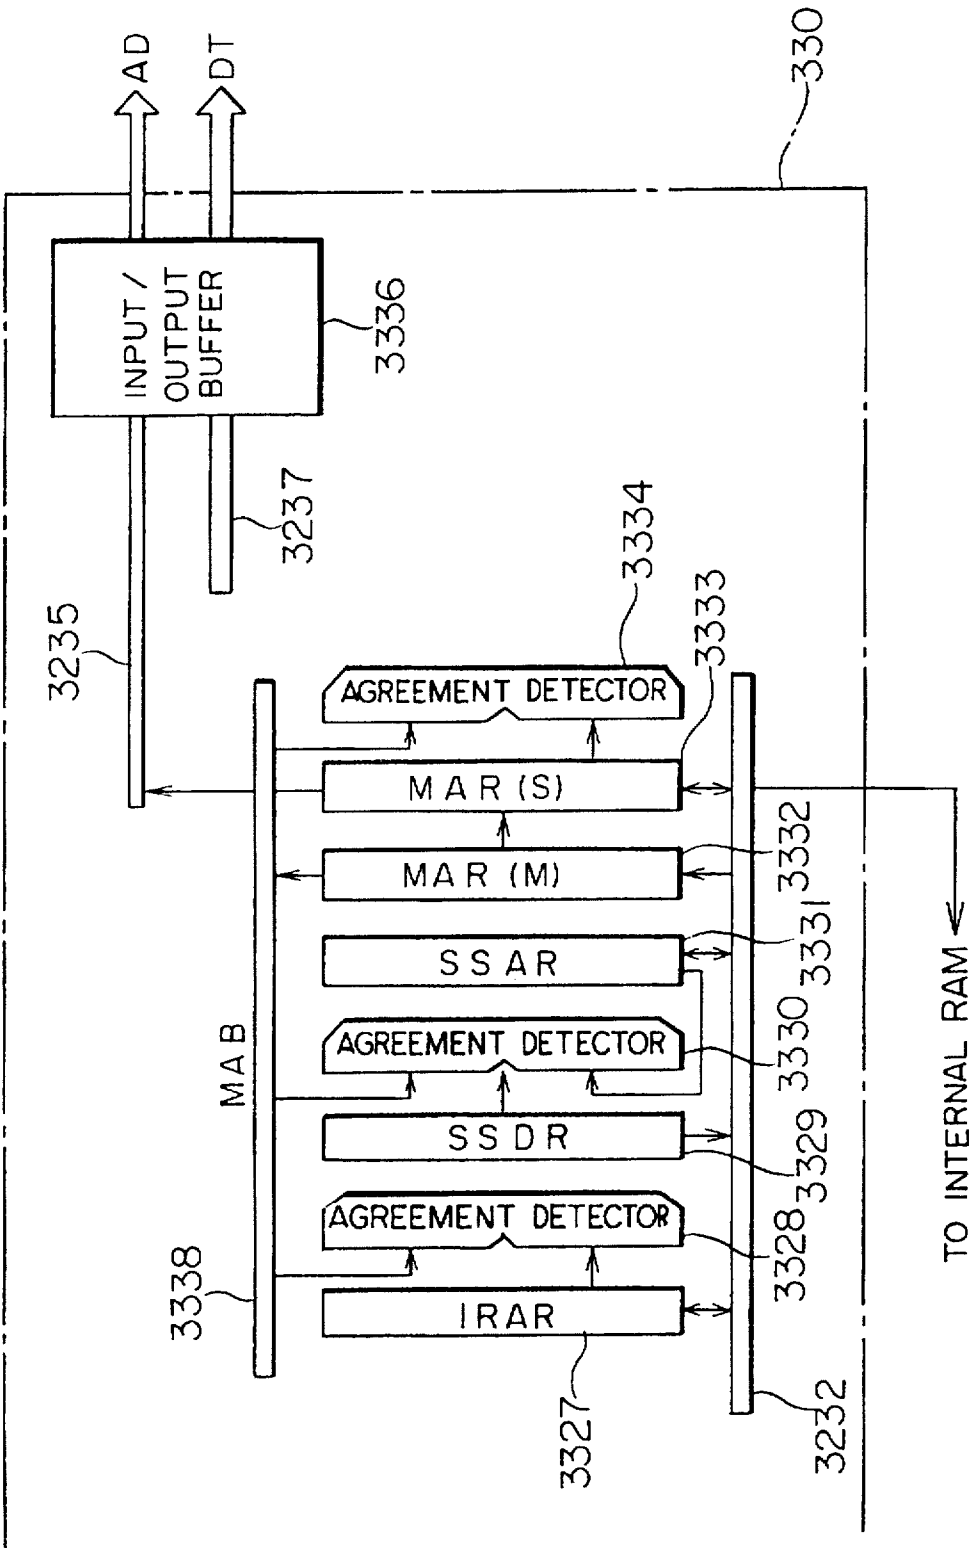 330
AD
DT
INPUT/
OUTPUT
BUFFER
3336
3235
3237
AGREEMENT DETECTOR
3334
MAR(S)
3333
MAR(M)
3332
SSAR
3331
MAB
AGREEMENT DETECTOR
3330
SSDR
3329
AGREEMENT DETECTOR
3328
3338
IRAR
3327
3232
TO INTERNAL RAM